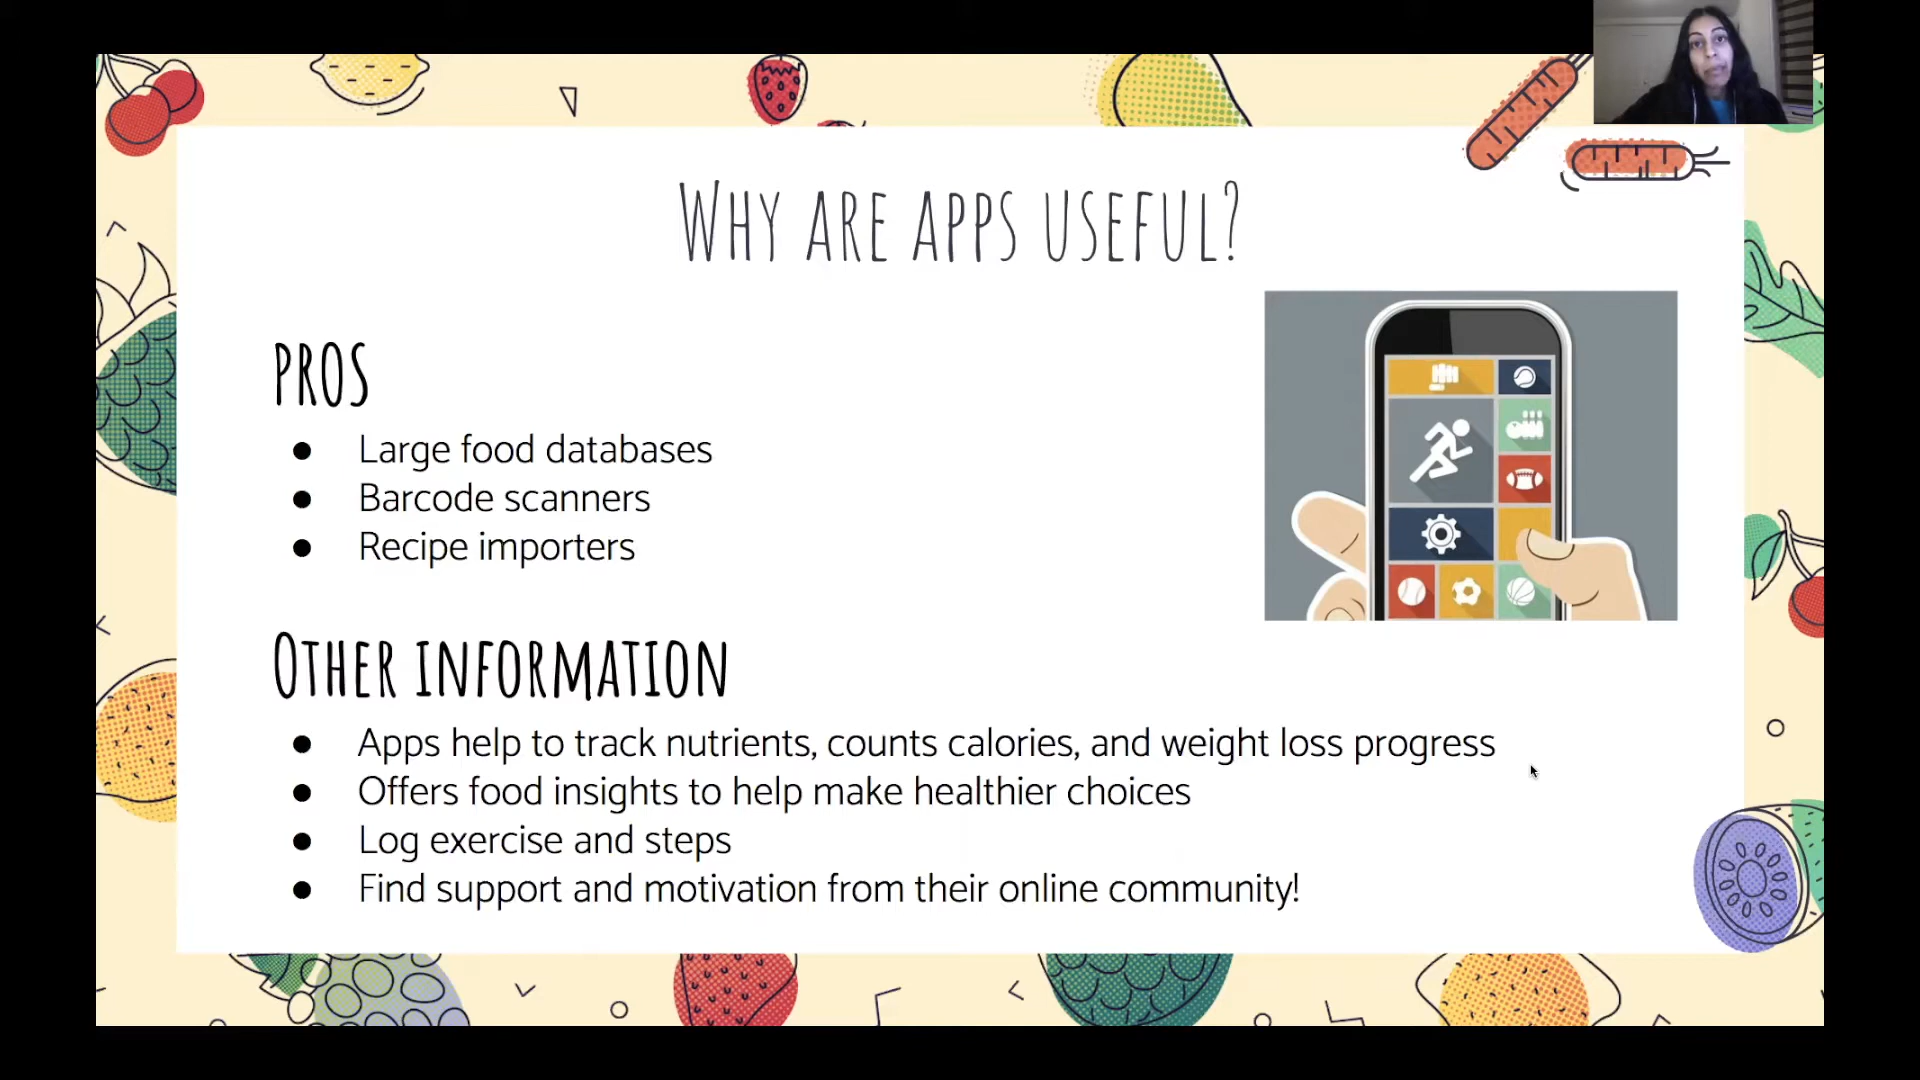 WHY ARE APPS USEFUL?
PROS
● Large food databases
● Barcode scanners
● Recipe importers
OTHER INFORMATION
● Apps help to track nutrients, counts calories, and weight loss progress
● Offers food insights to help make healthier choices
● Log exercise and steps
● Find support and motivation from their online community!